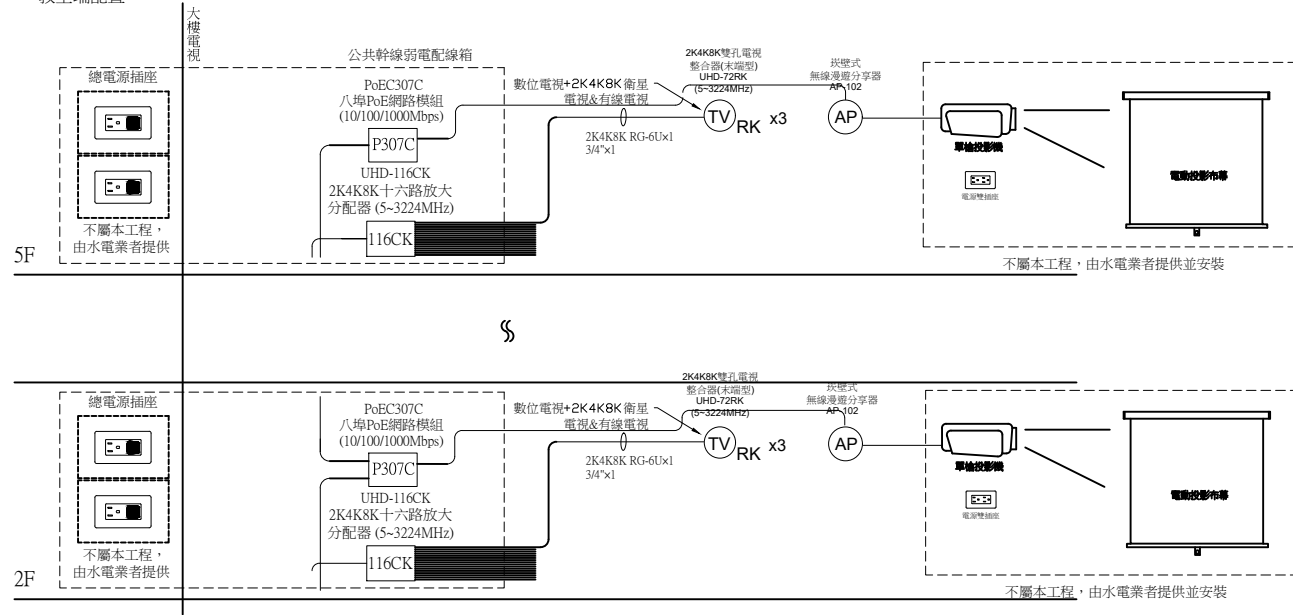 大樓電視
公共幹線弱電配線箱
總電源插座
PoEC307C
八埠PoE網路模組
(10/100/1000Mbps)
P307C
UHD-116CK
2K4K8K十六路放大
分配器 (5~3224MHz)
116CK
不屬本工程,
由水電業者提供
5F
數位電視+2K4K8K衛星
電視&有線電視
2K4K8K RG-6U×1
3/4"×1
2K4K8K雙孔電視
整合器(末端型)
UHD-72RK
(5~3224MHz)
TV RK x3
崁壁式
無線漫遊分享器
AP-102
AP
單槍投影機
電源雙插座
電動投影布幕
不屬本工程,由水電業者提供並安裝
總電源插座
PoEC307C
八埠PoE網路模組
(10/100/1000Mbps)
P307C
UHD-116CK
2K4K8K十六路放大
分配器 (5~3224MHz)
116CK
不屬本工程,
由水電業者提供
2F
數位電視+2K4K8K衛星
電視&有線電視
2K4K8K RG-6U×1
3/4"×1
2K4K8K雙孔電視
整合器(末端型)
UHD-72RK
(5~3224MHz)
TV RK x3
崁壁式
無線漫遊分享器
AP-102
AP
單槍投影機
電源雙插座
電動投影布幕
不屬本工程,由水電業者提供並安裝